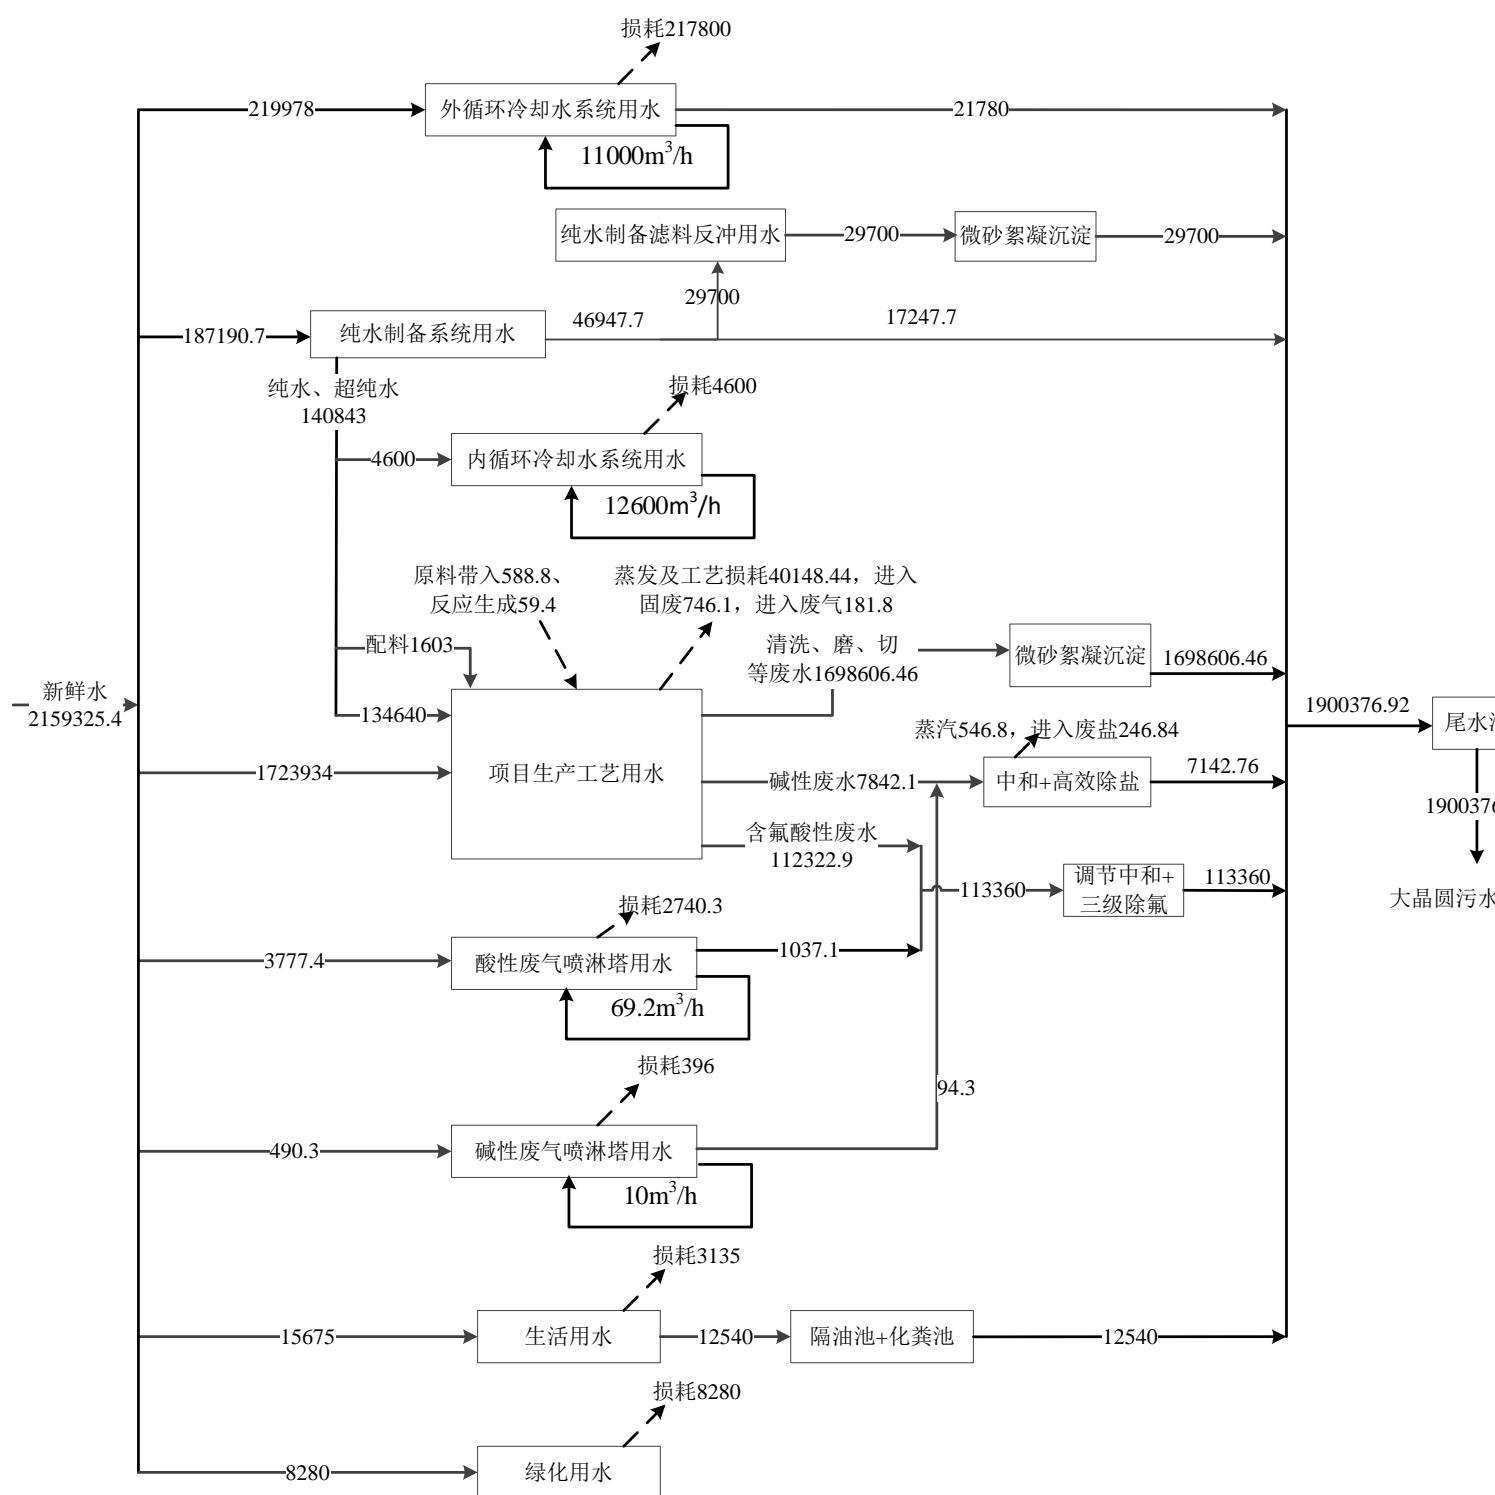 损耗217800
219978
外循环冷却水系统用水
21780
11000m³/h
纯水制备滤料反冲用水
29700
微砂絮凝沉淀
29700
29700
46947.7
17247.7
187190.7
纯水制备系统用水
纯水、超纯水
140843
损耗4600
4600
内循环冷却水系统用水
12600m³/h
原料带入588.8、
反应生成59.4
蒸发及工艺损耗40148.44，进入
固废746.1，进入废气181.8
配料1603
清洗、磨、切
等废水1698606.46
微砂絮凝沉淀
1698606.46
新鲜水
2159325.4
134640
1900376.92
尾水
蒸汽546.8，进入废盐246.84
1723934
项目生产工艺用水
碱性废水7842.1
中和+高效除盐
7142.76
1900376
含氟酸性废水
112322.9
113360
调节中和+
三级除氟
113360
大晶圆污水
损耗2740.3
3777.4
酸性废气喷淋塔用水
1037.1
69.2m³/h
损耗396
94.3
490.3
碱性废气喷淋塔用水
10m³/h
损耗3135
15675
生活用水
12540
隔油池+化粪池
12540
损耗8280
8280
绿化用水